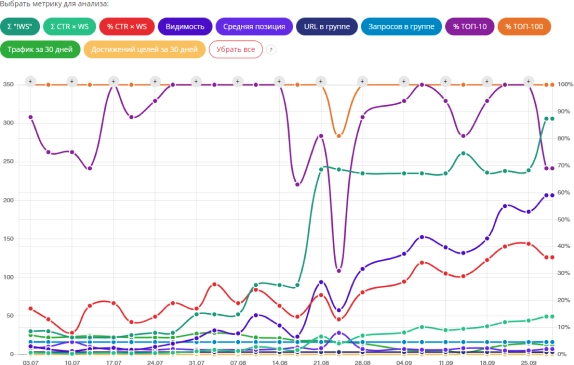 Выбрать метрику для анализа:
Σ "!WS" Σ CTR × WS % CTR × WS Видимость Средняя позиция URL в группе Запросов в группе % ТОП-10 % ТОП-100
Трафик за 30 дней Достижений целей за 30 дней Убрать все ?
+ + + + + + + + + + + + +
350 100%
90%
300
80%
250 70%
200 60%
50%
150 40%
100 30%
20%
50
10%
0 0%
03.07 10.07 17.07 24.07 31.07 07.08 14.08 21.08 28.08 04.09 11.09 18.09 25.09